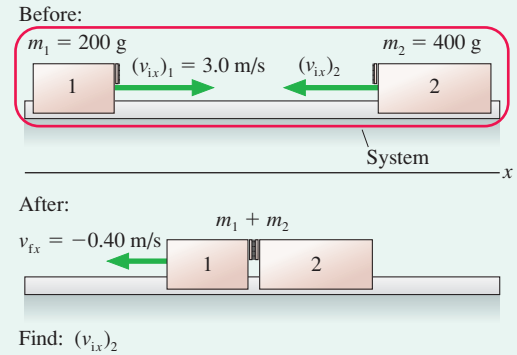 Before:
m₁ = 200 g
m₂ = 400 g
(vᵢₓ)₁ = 3.0 m/s
(vᵢₓ)₂
1
2
System
x
After:
m₁ + m₂
v_fx = −0.40 m/s
1
2
Find: (vᵢₓ)₂